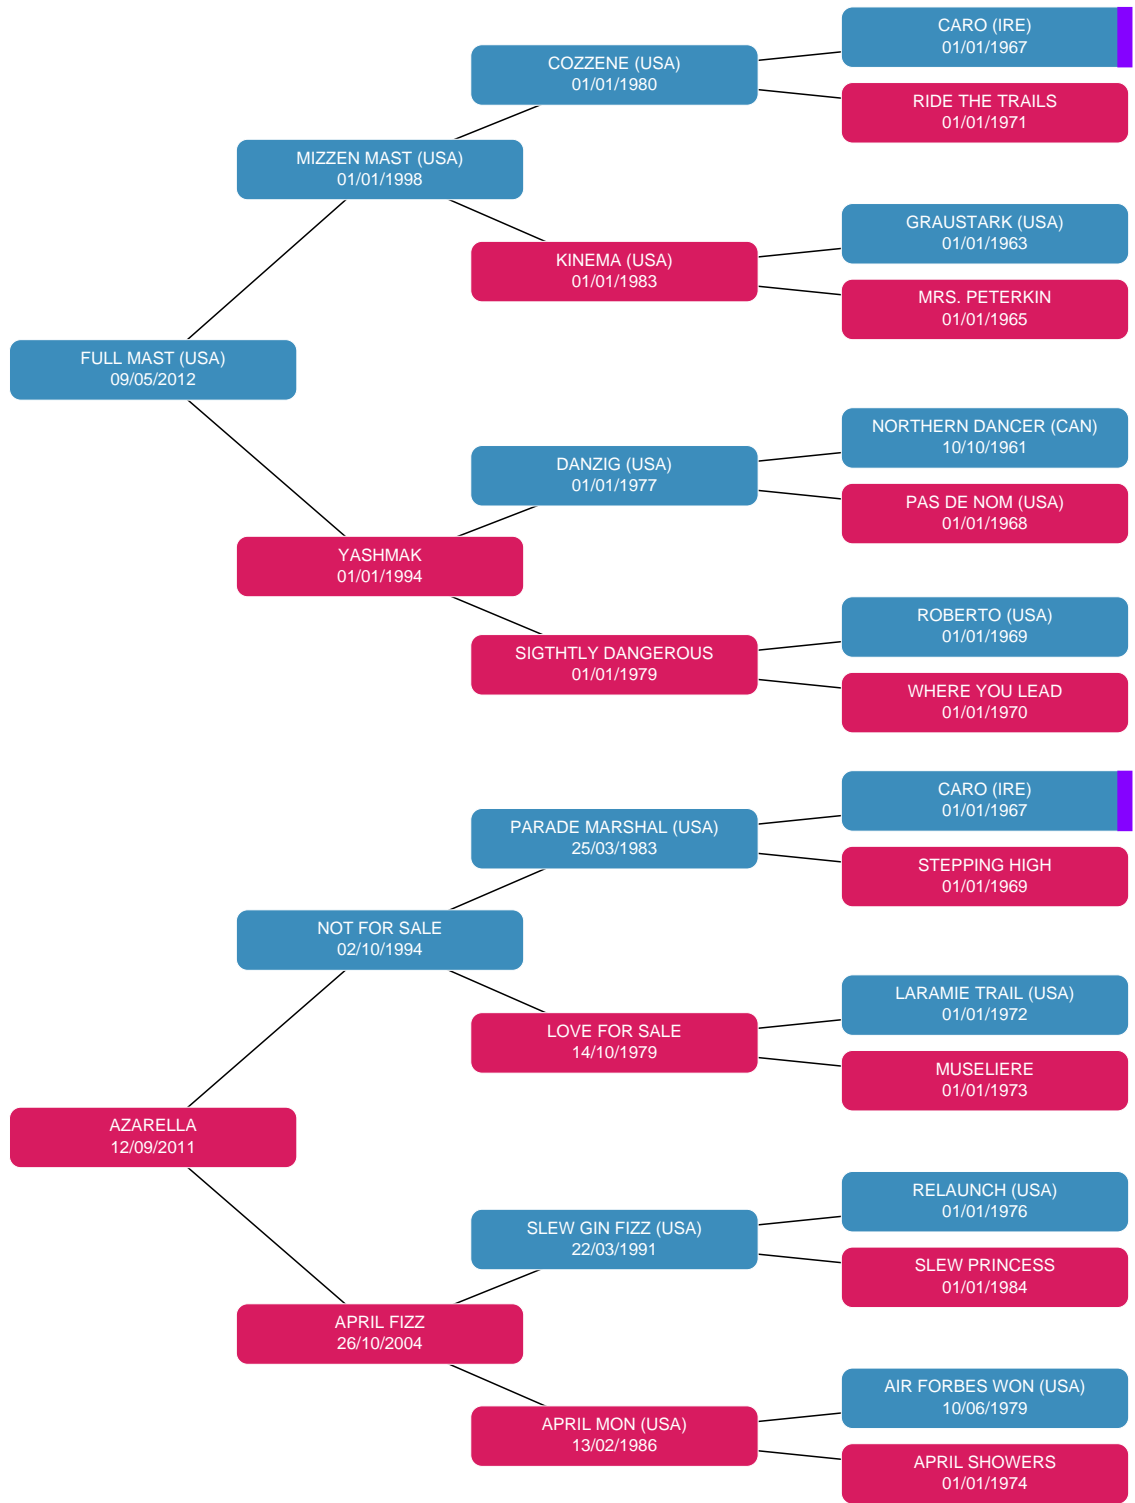 CARO (IRE)
01/01/1967
COZZENE (USA)
01/01/1980
RIDE THE TRAILS
01/01/1971
MIZZEN MAST (USA)
01/01/1998
GRAUSTARK (USA)
01/01/1963
KINEMA (USA)
01/01/1983
MRS. PETERKIN
01/01/1965
FULL MAST (USA)
09/05/2012
NORTHERN DANCER (CAN)
10/10/1961
DANZIG (USA)
01/01/1977
PAS DE NOM (USA)
01/01/1968
YASHMAK
01/01/1994
ROBERTO (USA)
01/01/1969
SIGTHTLY DANGEROUS
01/01/1979
WHERE YOU LEAD
01/01/1970
CARO (IRE)
01/01/1967
PARADE MARSHAL (USA)
25/03/1983
STEPPING HIGH
01/01/1969
NOT FOR SALE
02/10/1994
LARAMIE TRAIL (USA)
01/01/1972
LOVE FOR SALE
14/10/1979
MUSELIERE
01/01/1973
AZARELLA
12/09/2011
RELAUNCH (USA)
01/01/1976
SLEW GIN FIZZ (USA)
22/03/1991
SLEW PRINCESS
01/01/1984
APRIL FIZZ
26/10/2004
AIR FORBES WON (USA)
10/06/1979
APRIL MON (USA)
13/02/1986
APRIL SHOWERS
01/01/1974